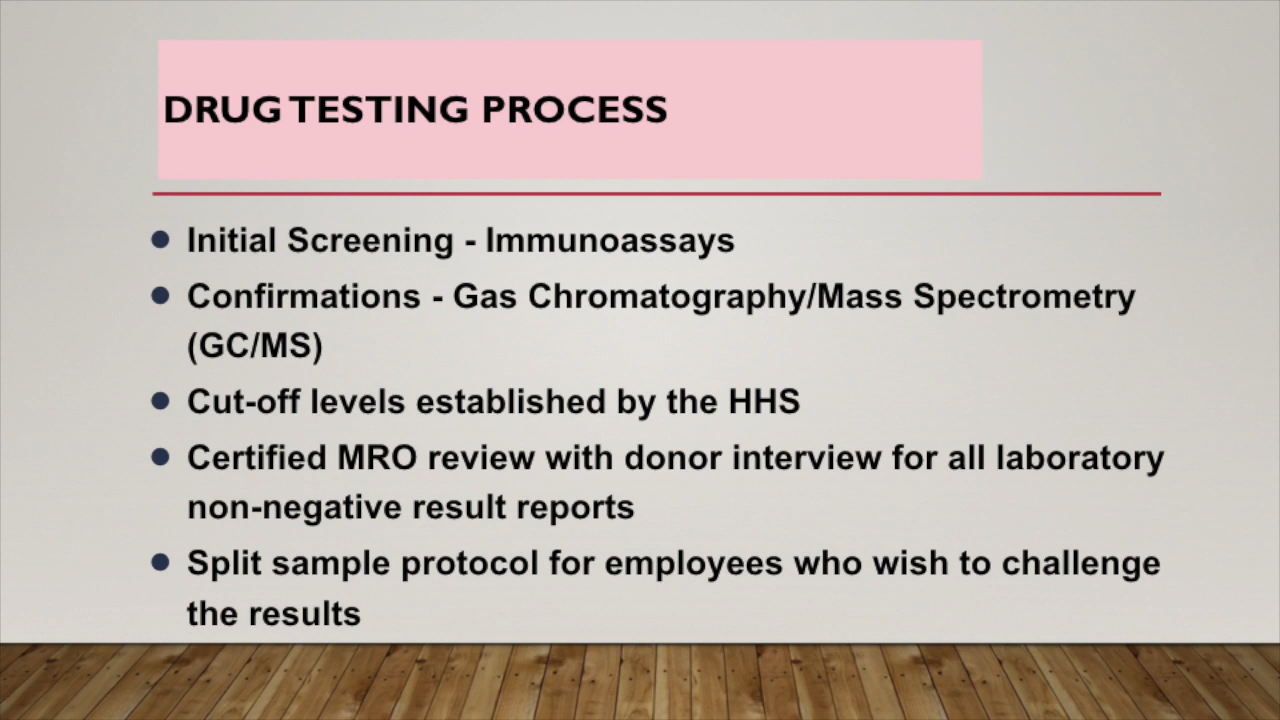 DRUG TESTING PROCESS
Initial Screening - Immunoassays
Confirmations - Gas Chromatography/Mass Spectrometry
(GC/MS)
Cut-off levels established by the HHS
Certified MRO review with donor interview for all laboratory
non-negative result reports
Split sample protocol for employees who wish to challenge
the results